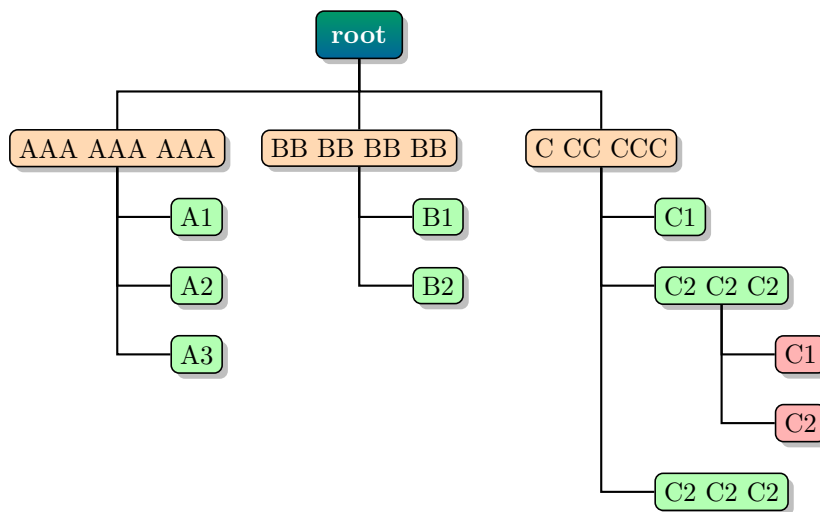 root
AAA AAA AAA
BB BB BB BB
C CC CCC
A1
B1
C1
A2
B2
C2 C2 C2
A3
C1
C2
C2 C2 C2